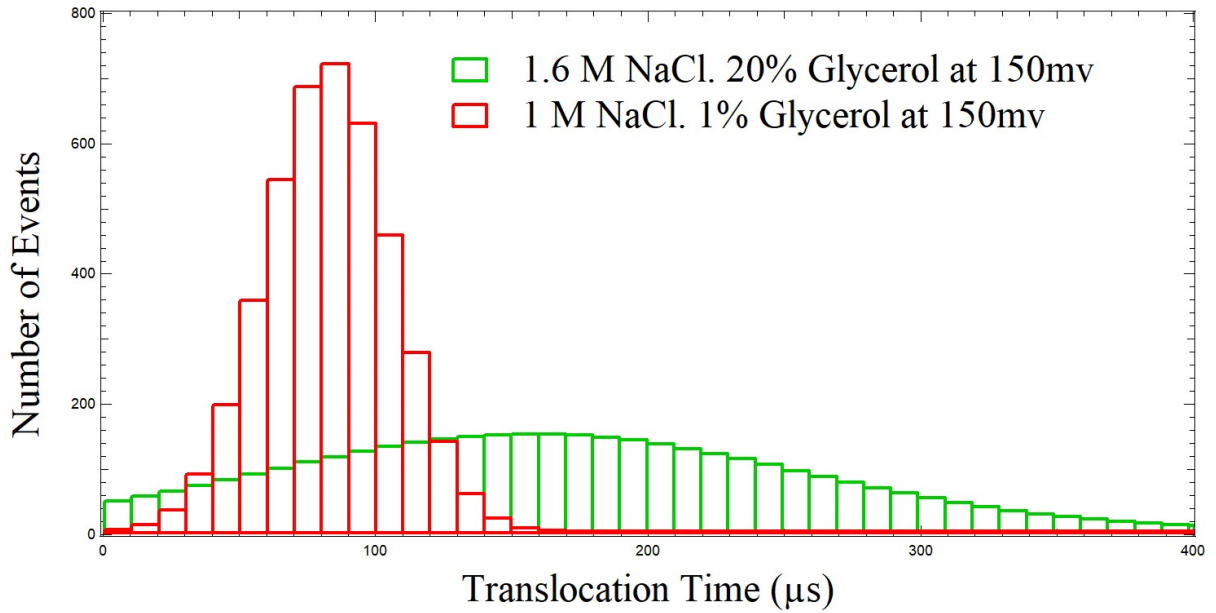 800
600
400
200
0
Number of Events
1.6 M NaCl. 20% Glycerol at 150mv
1 M NaCl. 1% Glycerol at 150mv
0 100 200 300 400
Translocation Time (µs)